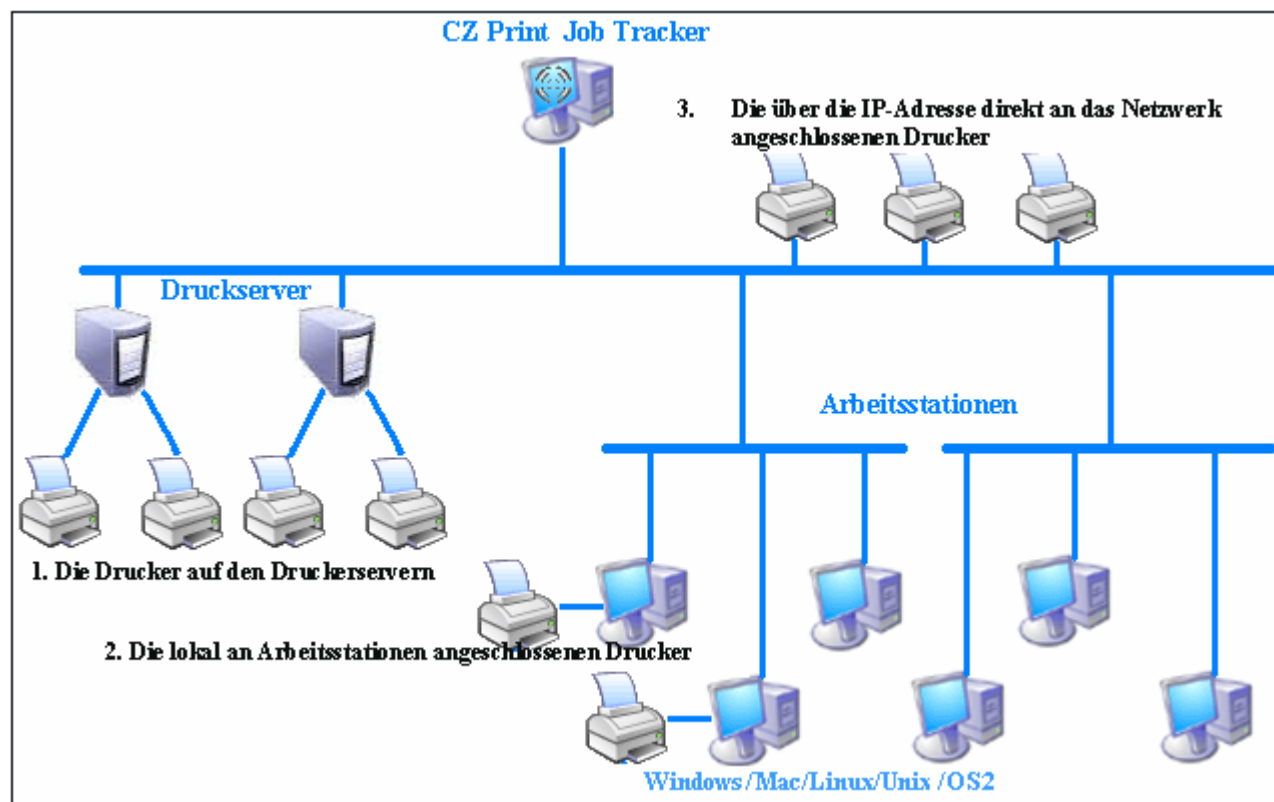 CZ Print Job Tracker
3. Die über die IP-Adresse direkt an das Netzwerk
angeschlossenen Drucker
Druckserver
Arbeitsstationen
1. Die Drucker auf den Druckerservern
2. Die lokal an Arbeitsstationen angeschlossenen Drucker
Windows/Mac/Linux/Unix /OS2